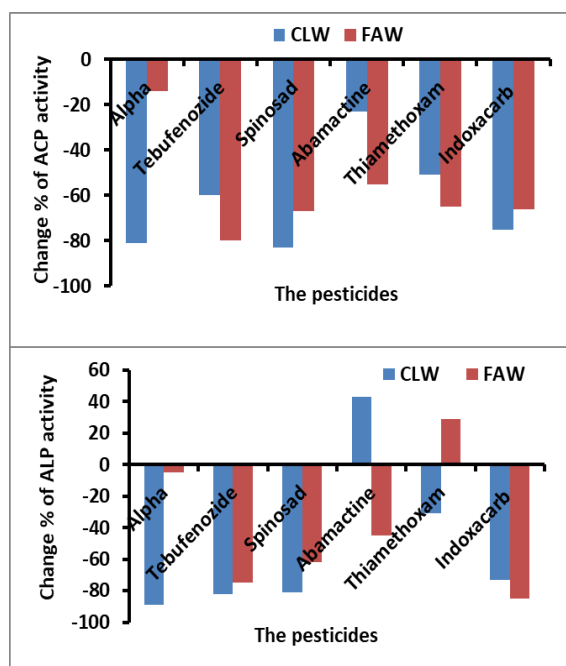 CLW FAW
Change % of ACP activity
0
-20
-40
-60
-80
-100
Alpha
Tebufenozide
Spinosad
Abamactine
Thiamethoxam
Indoxacarb
The pesticides
CLW FAW
Change % of ALP activity
60
40
20
0
-20
-40
-60
-80
-100
Alpha
Tebufenozide
Spinosad
Abamactine
Thiamethoxam
Indoxacarb
The pesticides